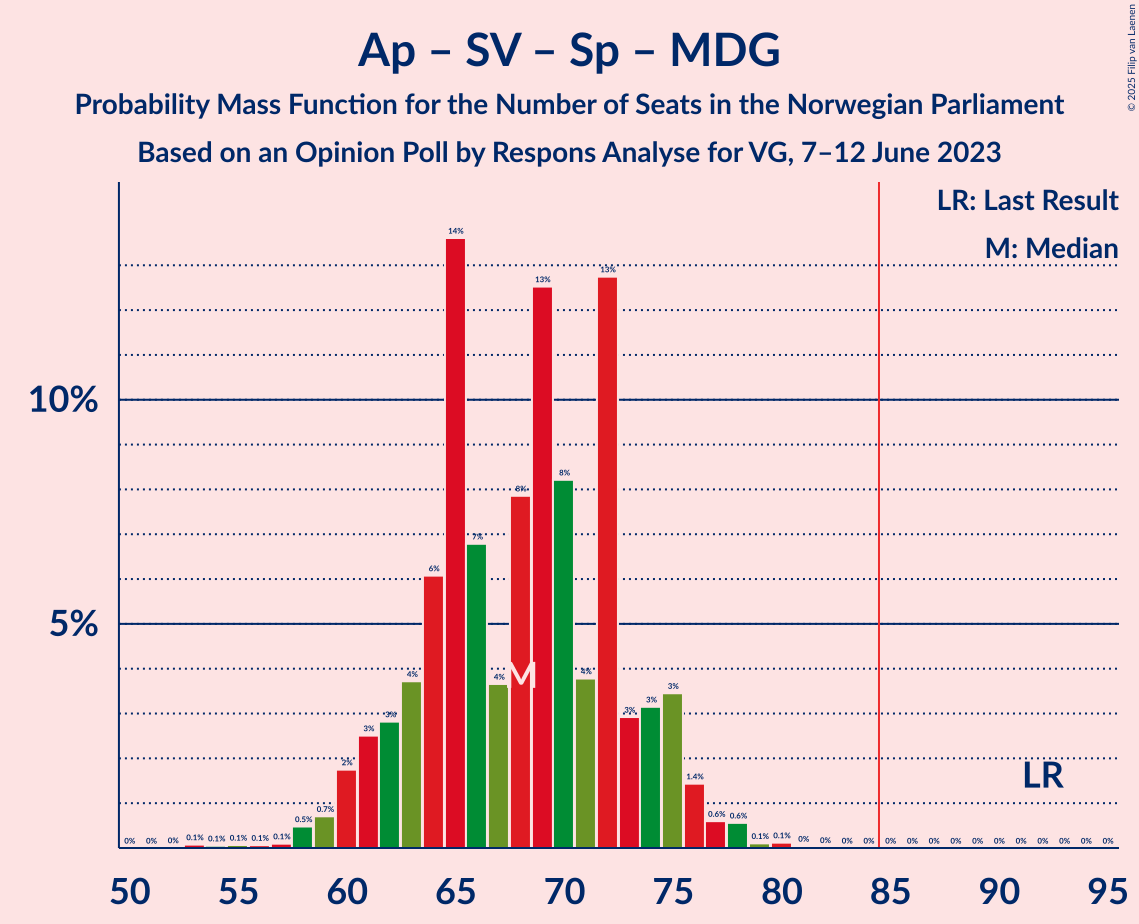 Ap – SV – Sp – MDG
Probability Mass Function for the Number of Seats in the Norwegian Parliament
Based on an Opinion Poll by Respons Analyse for VG, 7–12 June 2023
© 2025 Filip van Laenen
LR: Last Result
M: Median
10%
5%
0% 0% 0% 0.1% 0.1% 0.1% 0.1% 0.1% 0.5% 0.7% 2% 3% 3% 4% 6% 14% 7% 4% 8% 13% 8% 4% 13% 3% 3% 3% 1.4% 0.6% 0.6% 0.1% 0.1% 0% 0% 0% 0% 0% 0% 0% 0% 0% 0% 0% 0% 0% 0% 0%
M
LR
50 55 60 65 70 75 80 85 90 95